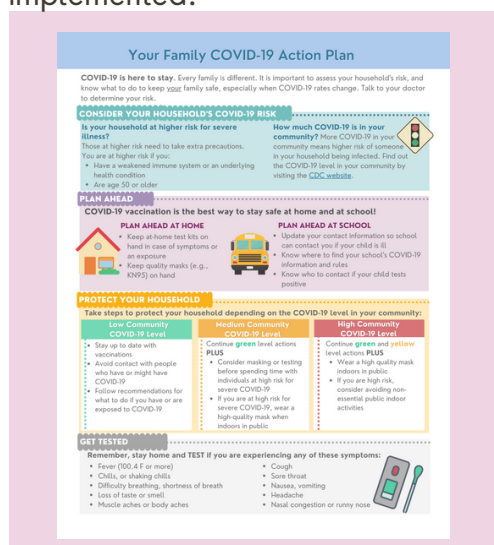 implemented.
Your Family COVID-19 Action Plan
COVID-19 is here to stay. Every family is different. It is important to assess your household's risk, and
know what to do to keep your family safe, especially when COVID-19 rates change. Talk to your doctor
to determine your risk.
CONSIDER YOUR HOUSEHOLD'S COVID-19 RISK
Is your household at higher risk for severe
illness?
Those at higher risk need to take extra precautions.
You are at higher risk if you:
• Have a weakened immune system or an underlying
health condition
• Are age 50 or older
How much COVID-19 is in your
community? More COVID-19 in your
community means higher risk of someone
in your household being infected. Find out
the COVID-19 level in your community by
visiting the CDC website.
PLAN AHEAD
COVID-19 vaccination is the best way to stay safe at home and at school!
PLAN AHEAD AT HOME
• Keep at-home test kits on
hand in case of symptoms or
an exposure
• Keep quality masks (e.g.,
KN95) on hand
PLAN AHEAD AT SCHOOL
• Update your contact information so school
can contact you if your child is ill
• Know where to find your school's COVID-19
information and rules
• Know who to contact if your child tests
positive
PROTECT YOUR HOUSEHOLD
Take steps to protect your household depending on the COVID-19 level in your community:
Low Community
COVID-19 Level
• Stay up to date with
vaccinations
• Avoid contact with people
who have or might have
COVID-19
• Follow recommendations for
what to do if you have or are
exposed to COVID-19
Medium Community
COVID-19 Level
Continue green level actions
PLUS
• Consider masking or testing
before spending time with
individuals at high risk for
severe COVID-19
• If you are at high risk for
severe COVID-19, wear a
high-quality mask when
indoors in public
High Community
COVID-19 Level
Continue green and yellow
level actions PLUS
• Wear a high quality mask
indoors in public
• If you are high risk,
consider avoiding non-
essential public indoor
activities
GET TESTED
Remember, stay home and TEST if you are experiencing any of these symptoms:
• Fever (100.4 F or more)
• Chills, or shaking chills
• Difficulty breathing, shortness of breath
• Loss of taste or smell
• Muscle aches or body aches
• Cough
• Sore throat
• Nausea, vomiting
• Headache
• Nasal congestion or runny nose